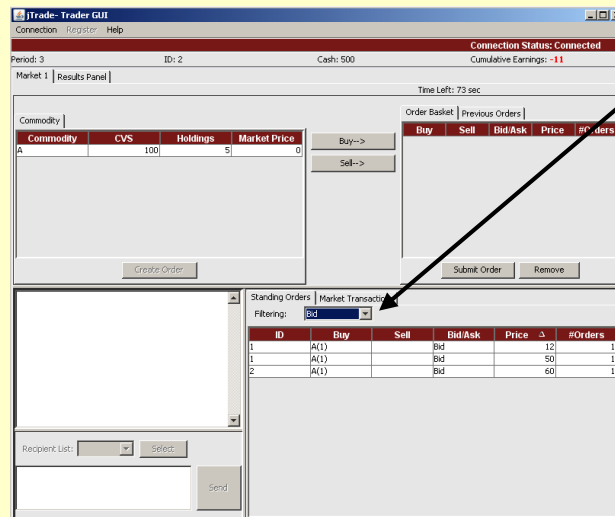 jTrade- Trader GUI
Connection Register Help
Connection Status: Connected
Period: 3 ID: 2 Cash: 500 Cumulative Earnings: -11
Market 1 Results Panel
Time Left: 73 sec
Commodity
Commodity CVS Holdings Market Price
A 100 5 0
Create Order
Buy-->
Sell-->
Order Basket Previous Orders
Buy Sell Bid/Ask Price #Orders
Submit Order Remove
Recipient List: Select
Send
Standing Orders Market Transactions
Filtering: Bid
ID Buy Sell Bid/Ask Price #Orders
1 A(1) Bid 12 1
1 A(1) Bid 50 1
2 A(1) Bid 60 1